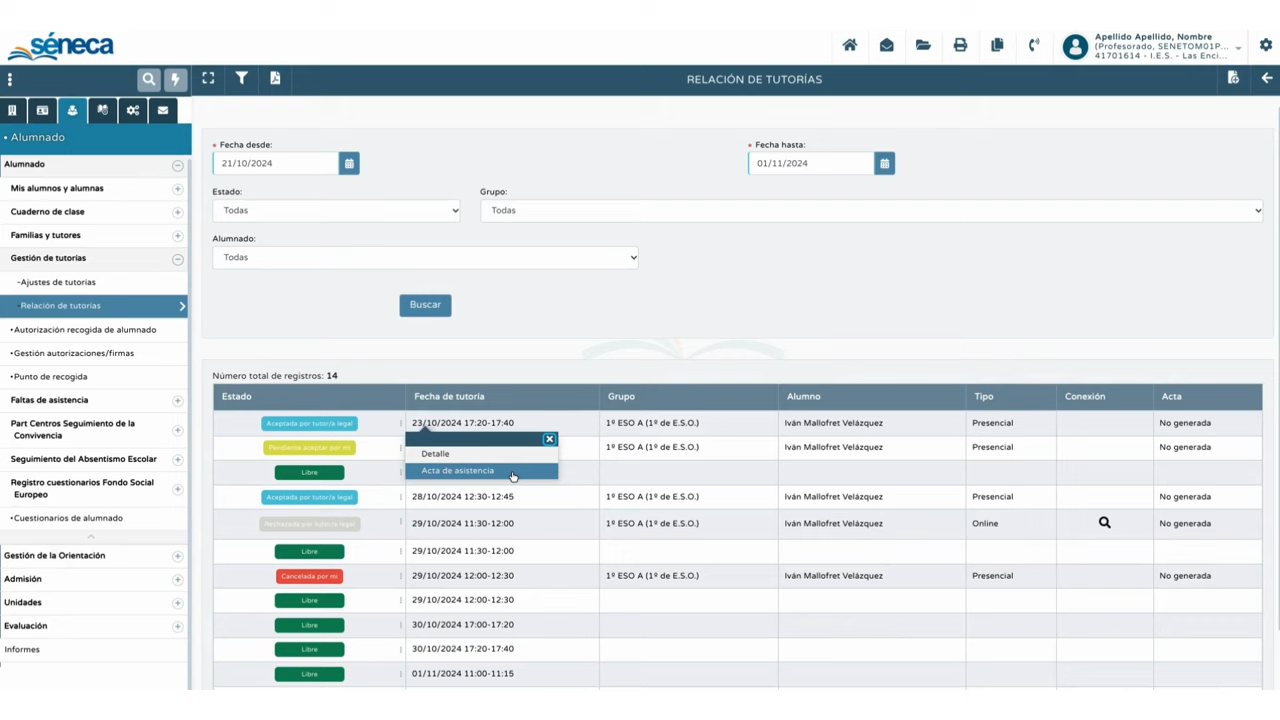 séneca
Apellido Apellido, Nombre
(Profesorado, SENETOM01P...
41701614 - I.E.S. - Las Enci...
RELACIÓN DE TUTORÍAS
• Alumnado
Alumnado
Mis alumnos y alumnas
Cuaderno de clase
Familias y tutores
Gestión de tutorías
-Ajustes de tutorías
-Relación de tutorías
•Autorización recogida de alumnado
•Gestión autorizaciones/firmas
•Punto de recogida
Faltas de asistencia
Part Centros Seguimiento de la
Convivencia
Seguimiento del Absentismo Escolar
Registro cuestionarios Fondo Social
Europeo
•Cuestionarios de alumnado
Gestión de la Orientación
Admisión
Unidades
Evaluación
Informes
* Fecha desde: * Fecha hasta:
21/10/2024 01/11/2024
Estado: Grupo:
Todas Todas
Alumnado:
Todas
Buscar
Número total de registros: 14
Estado Fecha de tutoría Grupo Alumno Tipo Conexión Acta
Aceptada por tutor/a legal 23/10/2024 17:20-17:40 1º ESO A (1º de E.S.O.) Iván Mallofret Velázquez Presencial No generada
Detalle
Acta de asistencia
Pendiente aceptar por mi 1º ESO A (1º de E.S.O.) Iván Mallofret Velázquez Presencial No generada
Libre
Aceptada por tutor/a legal 28/10/2024 12:30-12:45 1º ESO A (1º de E.S.O.) Iván Mallofret Velázquez Presencial No generada
Rechazada por tutor/a legal 29/10/2024 11:30-12:00 1º ESO A (1º de E.S.O.) Iván Mallofret Velázquez Online No generada
Libre 29/10/2024 11:30-12:00
Cancelada por mi 29/10/2024 12:00-12:30 1º ESO A (1º de E.S.O.) Iván Mallofret Velázquez Presencial No generada
Libre 29/10/2024 12:00-12:30
Libre 30/10/2024 17:00-17:20
Libre 30/10/2024 17:20-17:40
Libre 01/11/2024 11:00-11:15